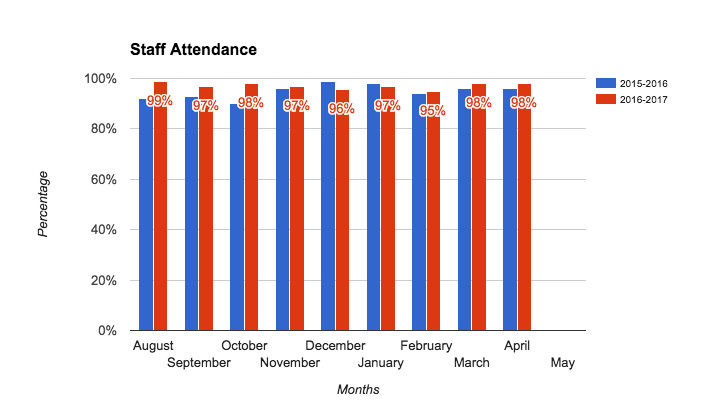 Staff Attendance
2015-2016
2016-2017
100%
80%
60%
40%
20%
0%
Percentage
99%
97%
98%
97%
96%
97%
95%
98%
98%
August
September
October
November
December
January
February
March
April
May
Months